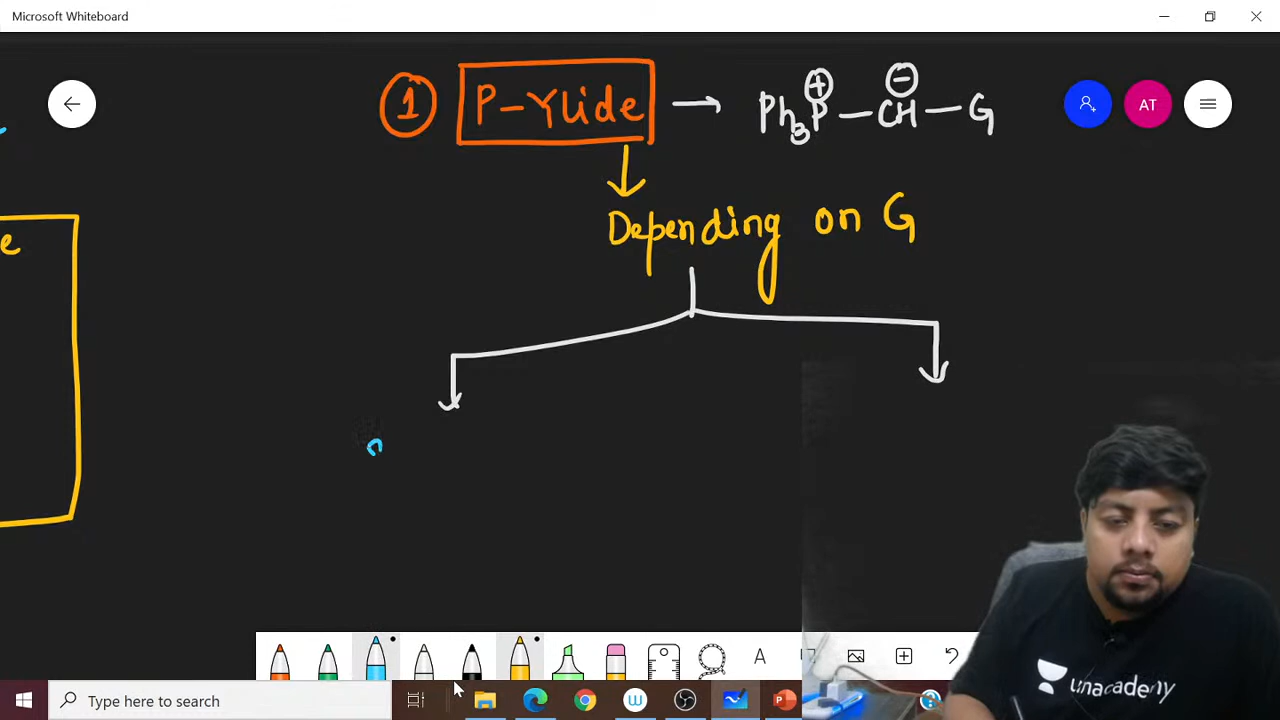 Microsoft Whiteboard
① P-Ylide → Ph₃P⊕ — CH⊖ — G
AT
e
Depending on G
A
Type here to search
unacademy